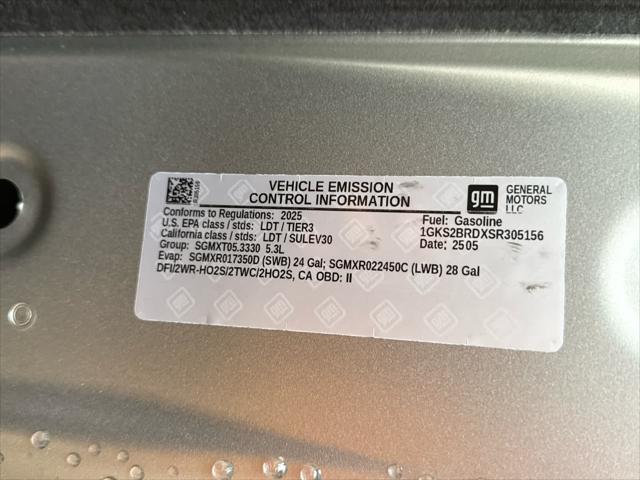 VEHICLE EMISSION
CONTROL INFORMATION
gm
GENERAL
MOTORS
LLC
Conforms to Regulations: 2025
U.S. EPA class / stds: LDT / TIER3
California class / stds: LDT / SULEV30
Group: SGMXT05.3330 5.3L
Evap: SGMXR017350D (SWB) 24 Gal; SGMXR022450C (LWB) 28 Gal
DFI/2WR-HO2S/2TWC/2HO2S, CA OBD: II
Fuel: Gasoline
1GKS2BRDXSR305156
Date: 2505